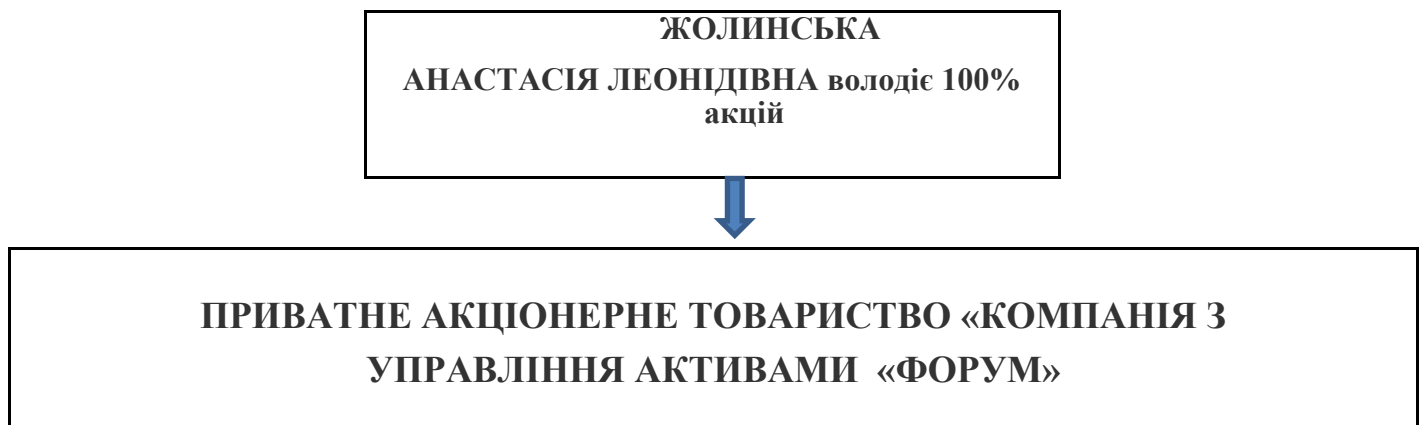 ЖОЛИНСЬКА
АНАСТАСІЯ ЛЕОНІДІВНА володіє 100%
акцій
ПРИВАТНЕ АКЦІОНЕРНЕ ТОВАРИСТВО «КОМПАНІЯ З
УПРАВЛІННЯ АКТИВАМИ «ФОРУМ»